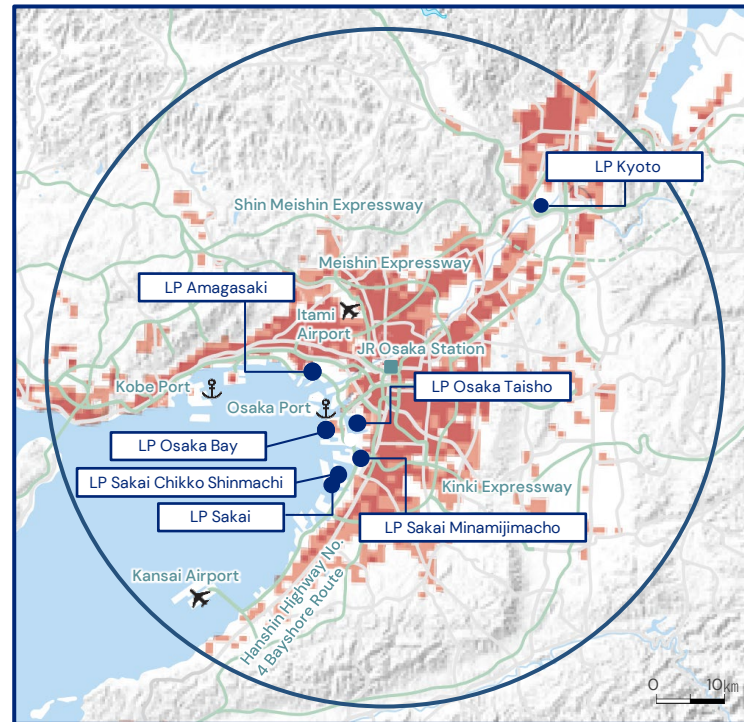 LP Kyoto
Shin Meishin Expressway
Meishin Expressway
LP Amagasaki
Itami
Airport
JR Osaka Station
Kobe Port
Osaka Port
LP Osaka Taisho
LP Osaka Bay
LP Sakai Chikko Shinmachi
Kinki Expressway
LP Sakai
LP Sakai Minamijimacho
Kansai Airport
Hanshin Highway No.
4 Bayshore Route
0 10km